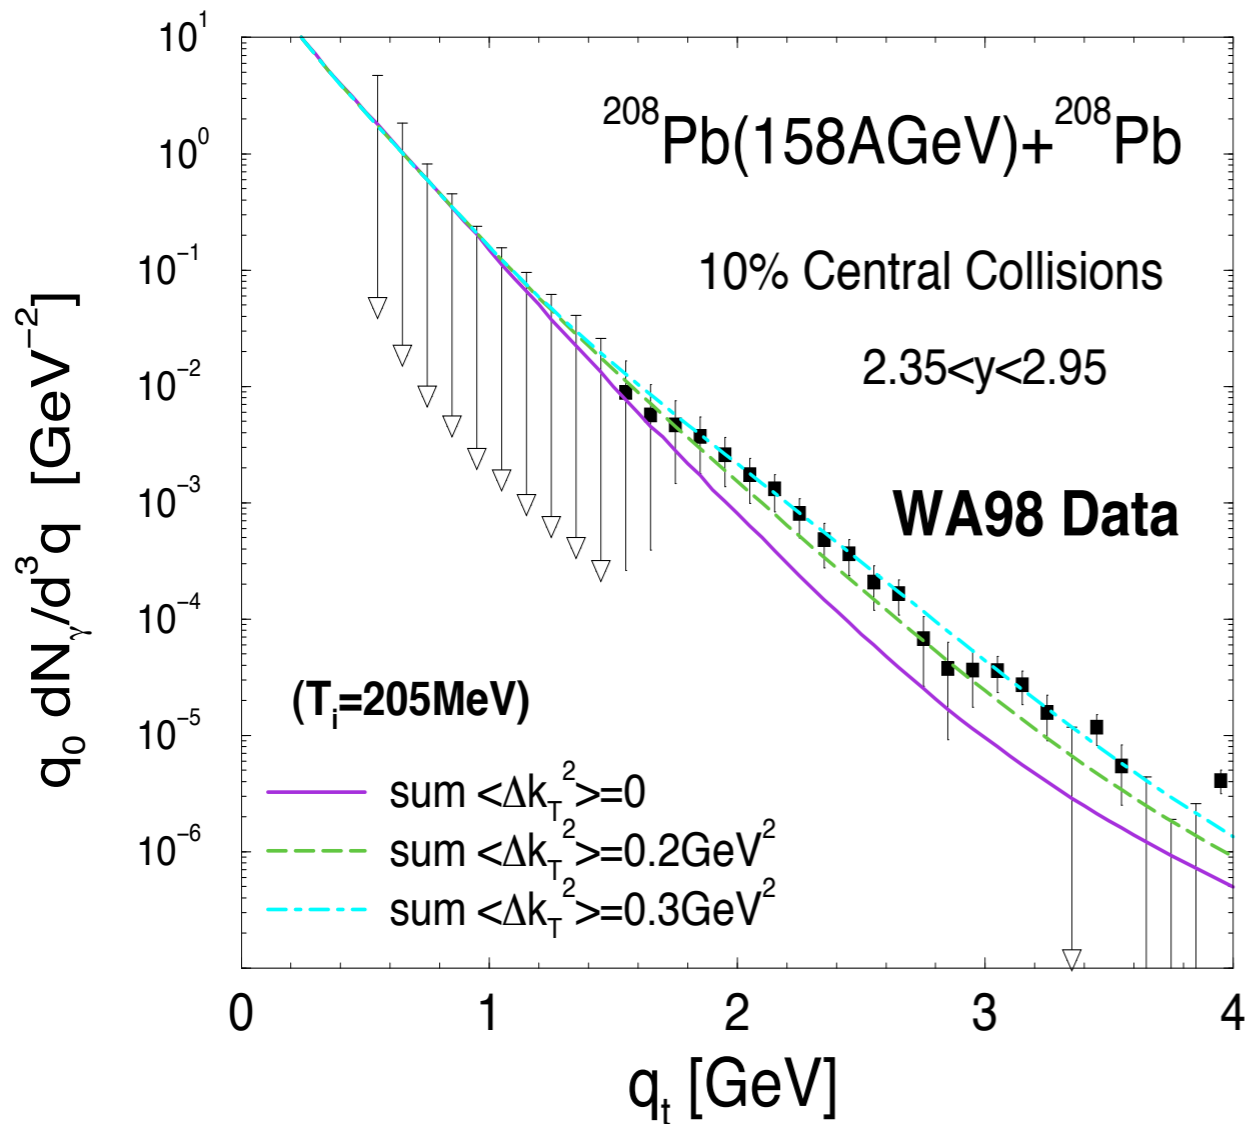 10¹
10⁰
10⁻¹
10⁻²
10⁻³
10⁻⁴
10⁻⁵
10⁻⁶
q₀ dN_γ/d³q [GeV⁻²]
²⁰⁸Pb(158AGeV)+²⁰⁸Pb
10% Central Collisions
2.35<y<2.95
WA98 Data
(Tᵢ=205MeV)
sum <Δk_T²>=0
sum <Δk_T²>=0.2GeV²
sum <Δk_T²>=0.3GeV²
0 1 2 3 4
q_t [GeV]